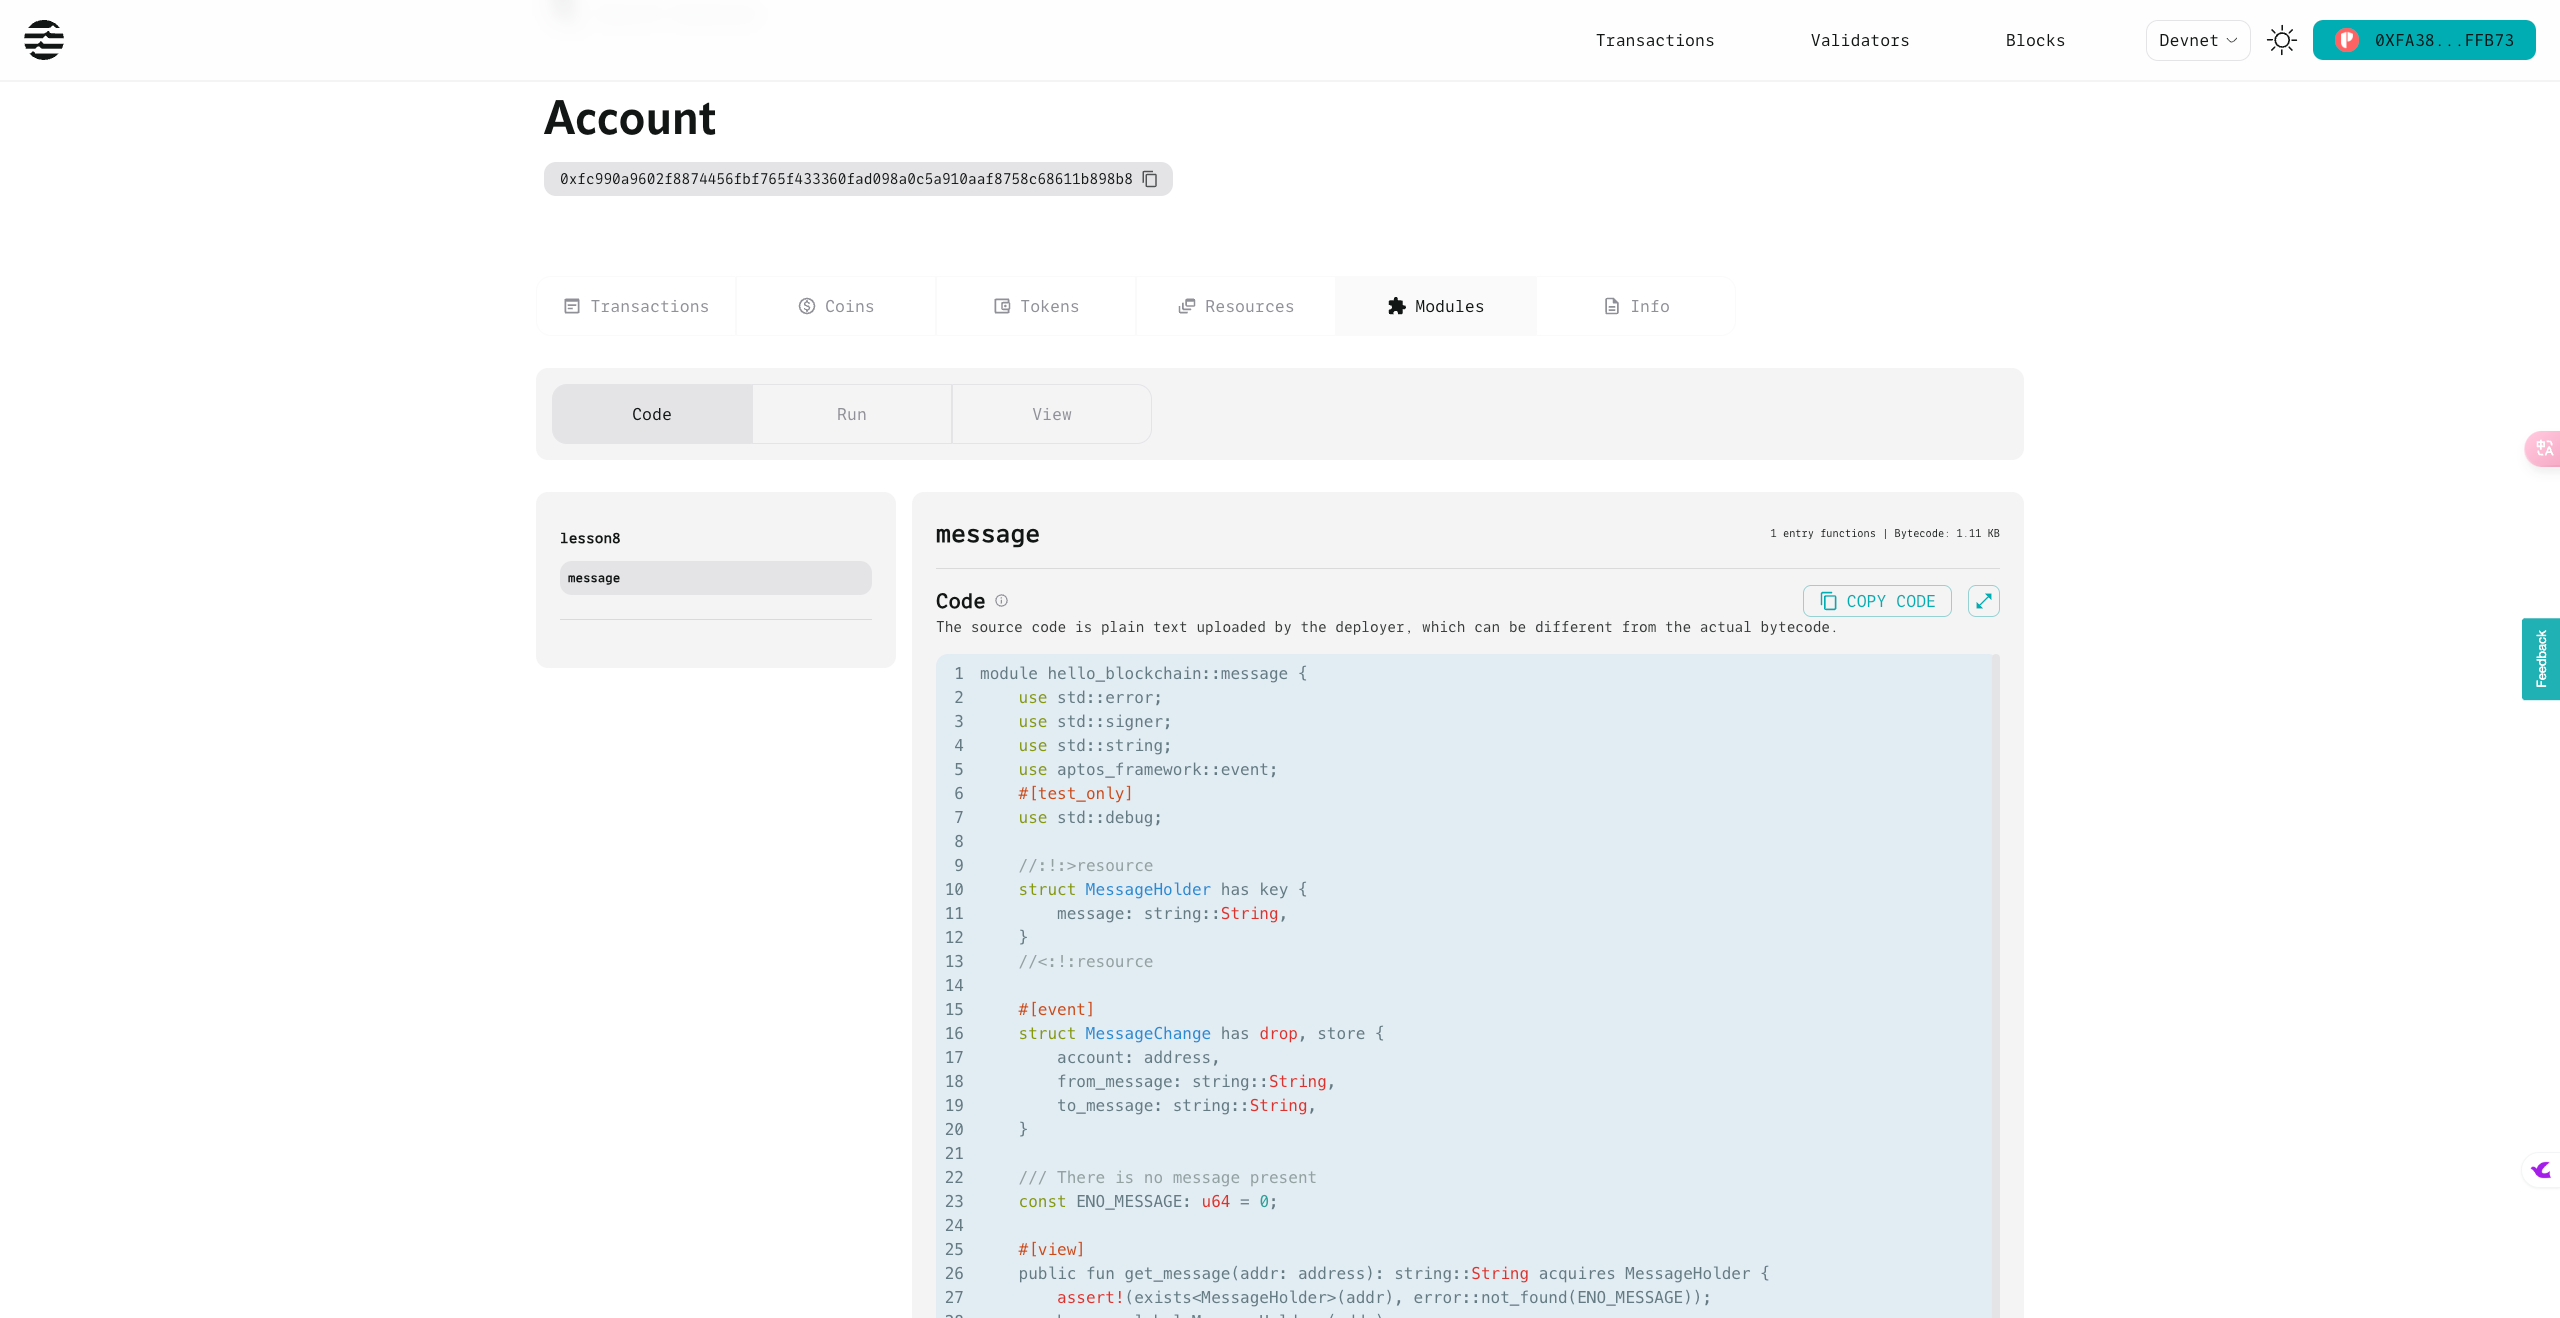 Transactions
Validators
Blocks
Devnet
0XFA38...FFB73
Account
0xfc990a9602f8874456fbf765f433360fad098a0c5a910aaf8758c68611b898b8
Transactions
Coins
Tokens
Resources
Modules
Info
Code
Run
View
lesson8
message
message
1 entry functions | Bytecode: 1.11 KB
Code
COPY CODE
The source code is plain text uploaded by the deployer, which can be different from the actual bytecode.
1 module hello_blockchain::message {
2     use std::error;
3     use std::signer;
4     use std::string;
5     use aptos_framework::event;
6     #[test_only]
7     use std::debug;
8
9     //:!:>resource
10     struct MessageHolder has key {
11         message: string::String,
12     }
13     //<:!:resource
14
15     #[event]
16     struct MessageChange has drop, store {
17         account: address,
18         from_message: string::String,
19         to_message: string::String,
20     }
21
22     /// There is no message present
23     const ENO_MESSAGE: u64 = 0;
24
25     #[view]
26     public fun get_message(addr: address): string::String acquires MessageHolder {
27         assert!(exists<MessageHolder>(addr), error::not_found(ENO_MESSAGE));
Feedback